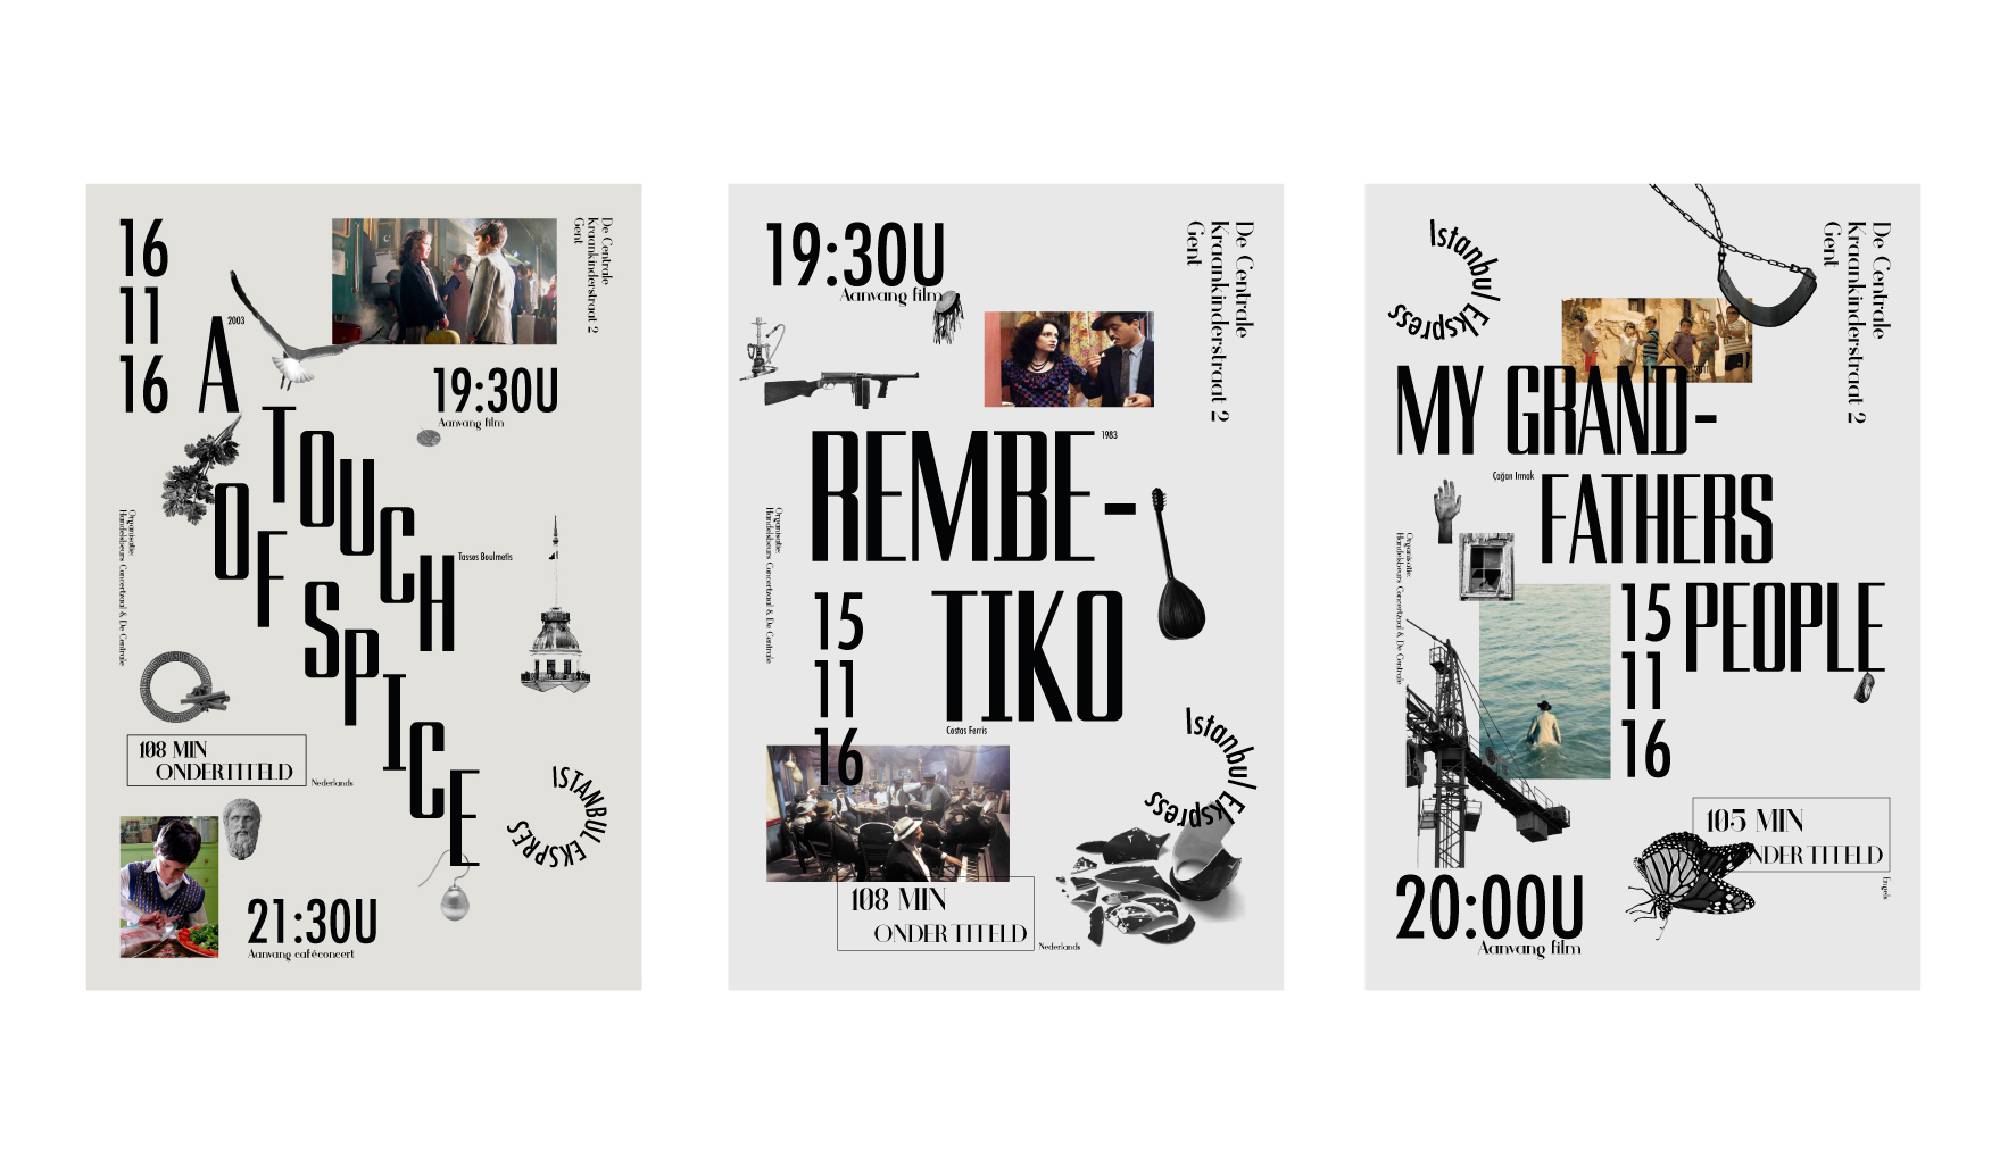 16
11
16
De Centrale
Kraankinderstraat 2
Gent
A
2003
19:30U
Aanvang film
TOUCH
OF
Tassos Boulmetis
SPICE
Organisatie:
Handelsbeurs Concertzaal & De Centrale
108 MIN
ONDERTITELD
Nederlands
ISTANBUL EKSPRES
21:30U
Aanvang caféconcert
19:30U
Aanvang film
De Centrale
Kraankinderstraat 2
Gent
REMBE-
1983
TIKO
Costas Ferris
Organisatie:
Handelsbeurs Concertzaal & De Centrale
15
11
16
Istanbul Ekspress
108 MIN
ONDERTITELD
Nederlands
Istanbul Ekspress
De Centrale
Kraankinderstraat 2
Gent
2011
MY GRAND-
Çağan Irmak
FATHERS
PEOPLE
Organisatie:
Handelsbeurs Concertzaal & De Centrale
15
11
16
105 MIN
NDERTITELD
Engels
20:00U
Aanvang film